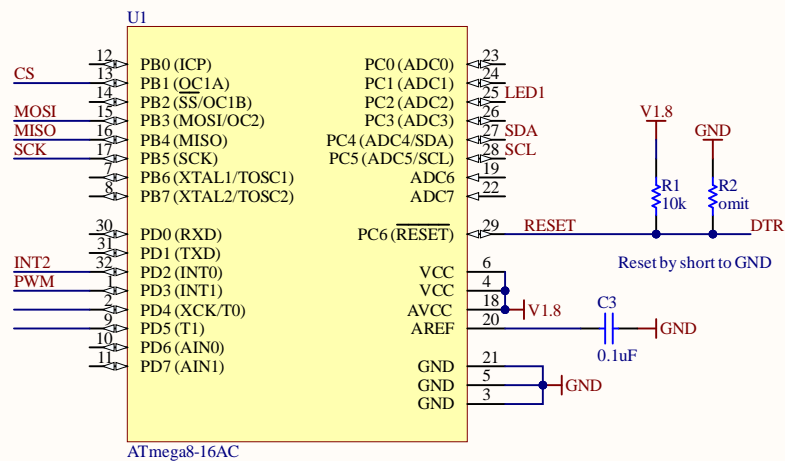 U1
12 PB0 (ICP) PC0 (ADC0) 23
CS 13 PB1 (OC1A) PC1 (ADC1) 24
14 PB2 (SS/OC1B) PC2 (ADC2) 25 LED1
MOSI 15 PB3 (MOSI/OC2) PC3 (ADC3) 26
MISO 16 PB4 (MISO) PC4 (ADC4/SDA) 27 SDA
SCK 17 PB5 (SCK) PC5 (ADC5/SCL) 28 SCL
7 PB6 (XTAL1/TOSC1) ADC6 19
8 PB7 (XTAL2/TOSC2) ADC7 22
V1.8 GND
R1 R2
10k omit
30 PD0 (RXD) PC6 (RESET) 29 RESET DTR
31 PD1 (TXD)
Reset by short to GND
INT2 32 PD2 (INT0) VCC 6
PWM 1 PD3 (INT1) VCC 4
2 PD4 (XCK/T0) AVCC 18 V1.8
9 PD5 (T1) AREF 20 C3 GND
0.1uF
10 PD6 (AIN0)
11 PD7 (AIN1) GND 21
GND 5 GND
GND 3
ATmega8-16AC